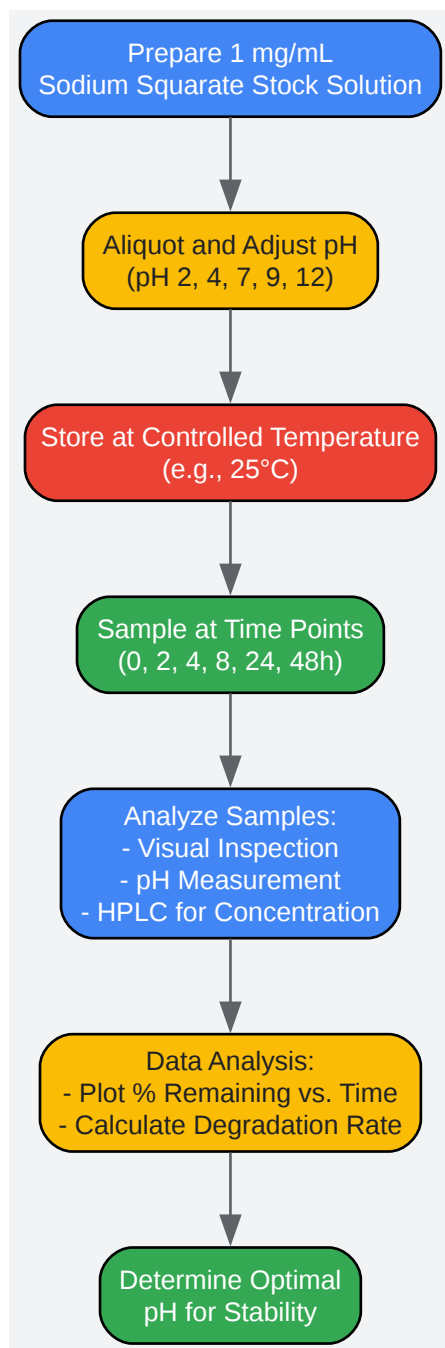 Prepare 1 mg/mL
Sodium Squarate Stock Solution
Aliquot and Adjust pH
(pH 2, 4, 7, 9, 12)
Store at Controlled Temperature
(e.g., 25°C)
Sample at Time Points
(0, 2, 4, 8, 24, 48h)
Analyze Samples:
- Visual Inspection
- pH Measurement
- HPLC for Concentration
Data Analysis:
- Plot % Remaining vs. Time
- Calculate Degradation Rate
Determine Optimal
pH for Stability